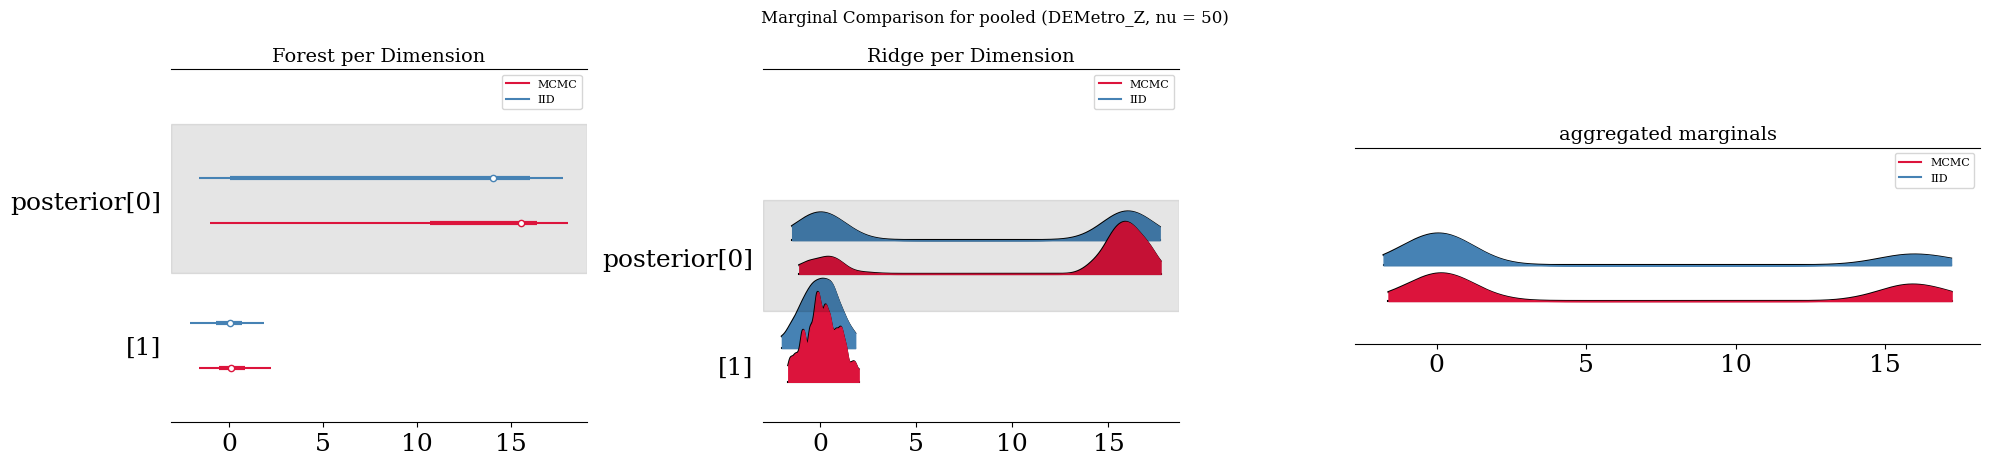 Marginal Comparison for pooled (DEMetro_Z, nu = 50)
Forest per Dimension
MCMC
IID
posterior[0]
[1]
0 5 10 15
Ridge per Dimension
MCMC
IID
posterior[0]
[1]
0 5 10 15
aggregated marginals
MCMC
IID
0 5 10 15